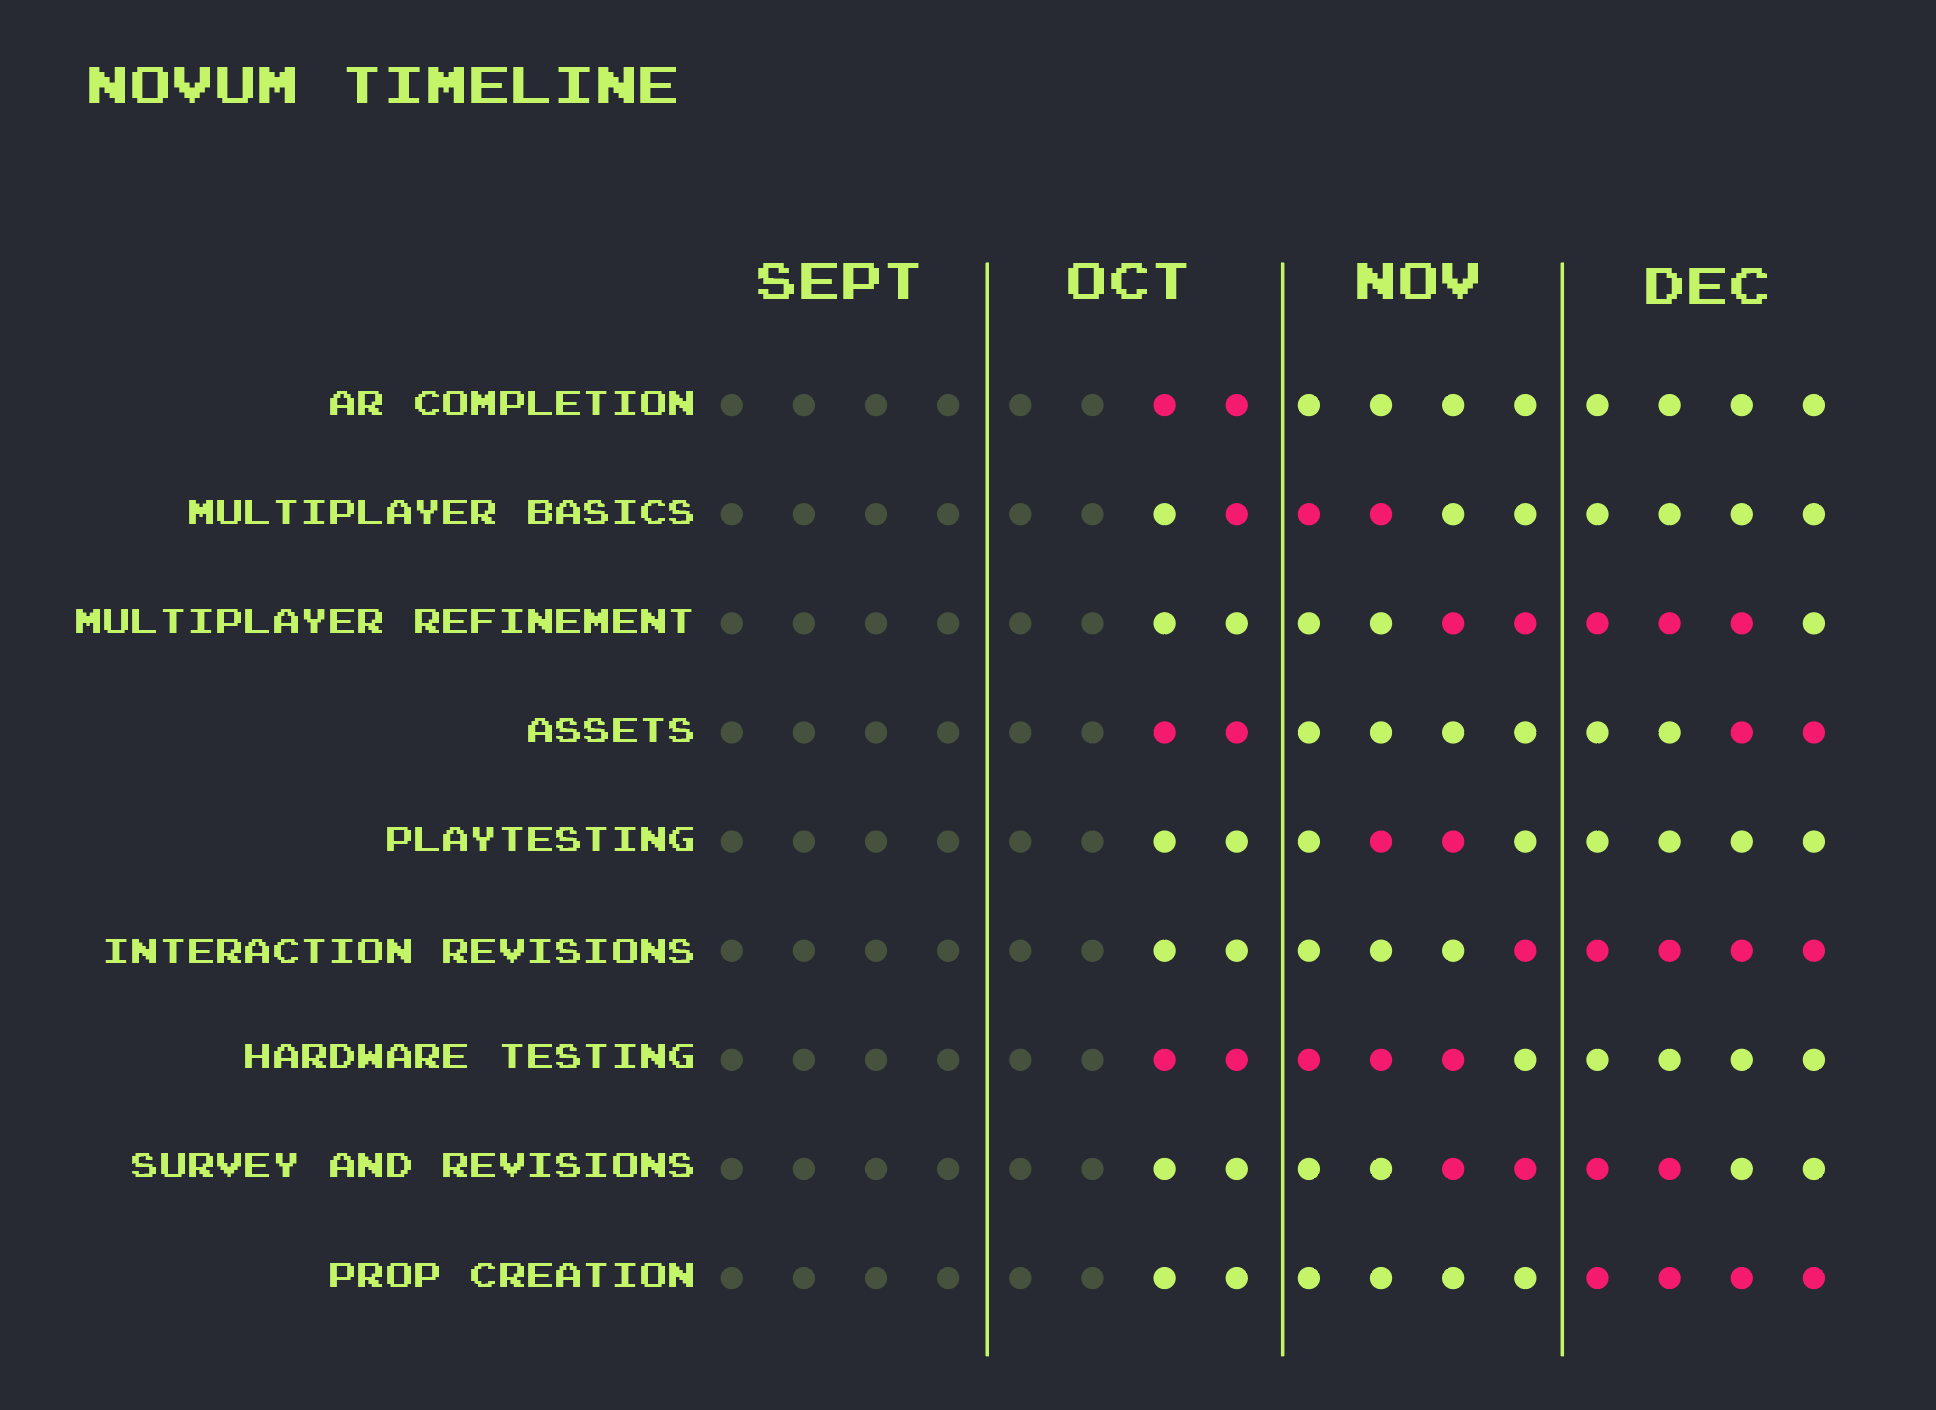 NOVUM TIMELINE
SEPT OCT NOV DEC
AR COMPLETION
MULTIPLAYER BASICS
MULTIPLAYER REFINEMENT
ASSETS
PLAYTESTING
INTERACTION REVISIONS
HARDWARE TESTING
SURVEY AND REVISIONS
PROP CREATION